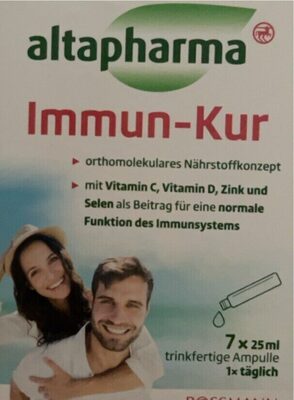 altapharma
Immun-Kur
▸ orthomolekulares Nährstoffkonzept
▸ mit Vitamin C, Vitamin D, Zink und
Selen als Beitrag für eine normale
Funktion des Immunsystems
7 x 25 ml
trinkfertige Ampulle
1x täglich
ROSSMANN